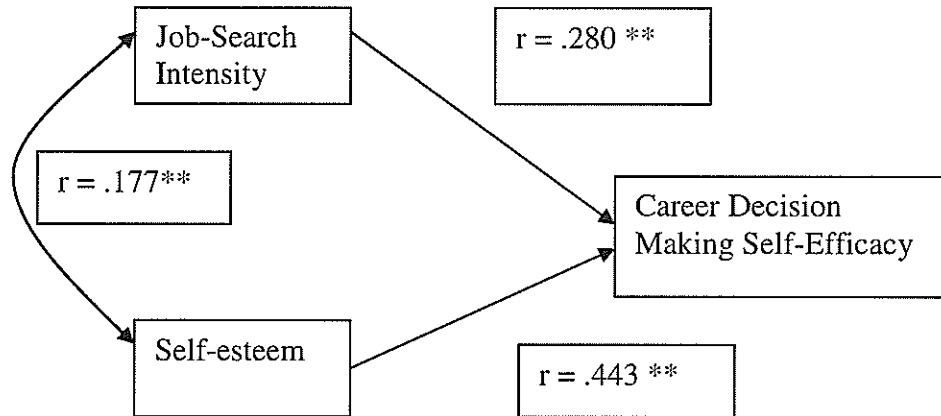 Job-Search
Intensity
r = .280 **
r = .177**
Career Decision
Making Self-Efficacy
Self-esteem
r = .443 **